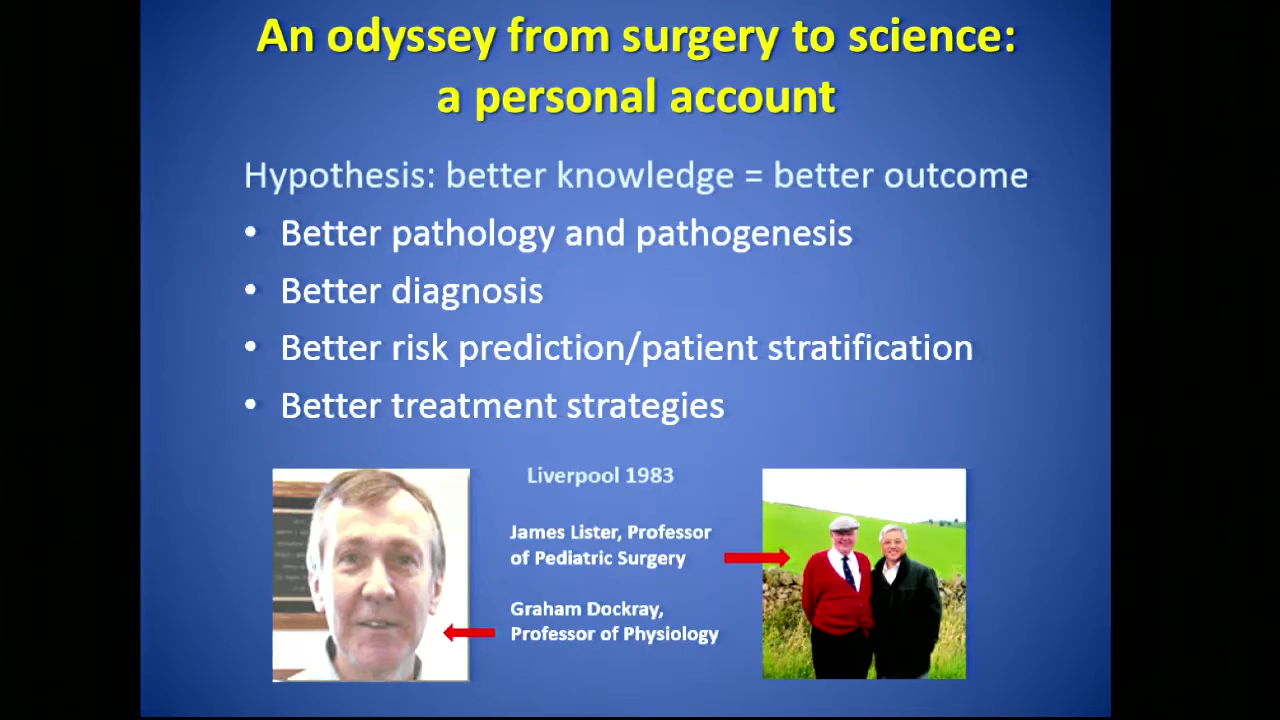 An odyssey from surgery to science:
a personal account
Hypothesis: better knowledge = better outcome
• Better pathology and pathogenesis
• Better diagnosis
• Better risk prediction/patient stratification
• Better treatment strategies
Liverpool 1983
James Lister, Professor
of Pediatric Surgery
Graham Dockray,
Professor of Physiology